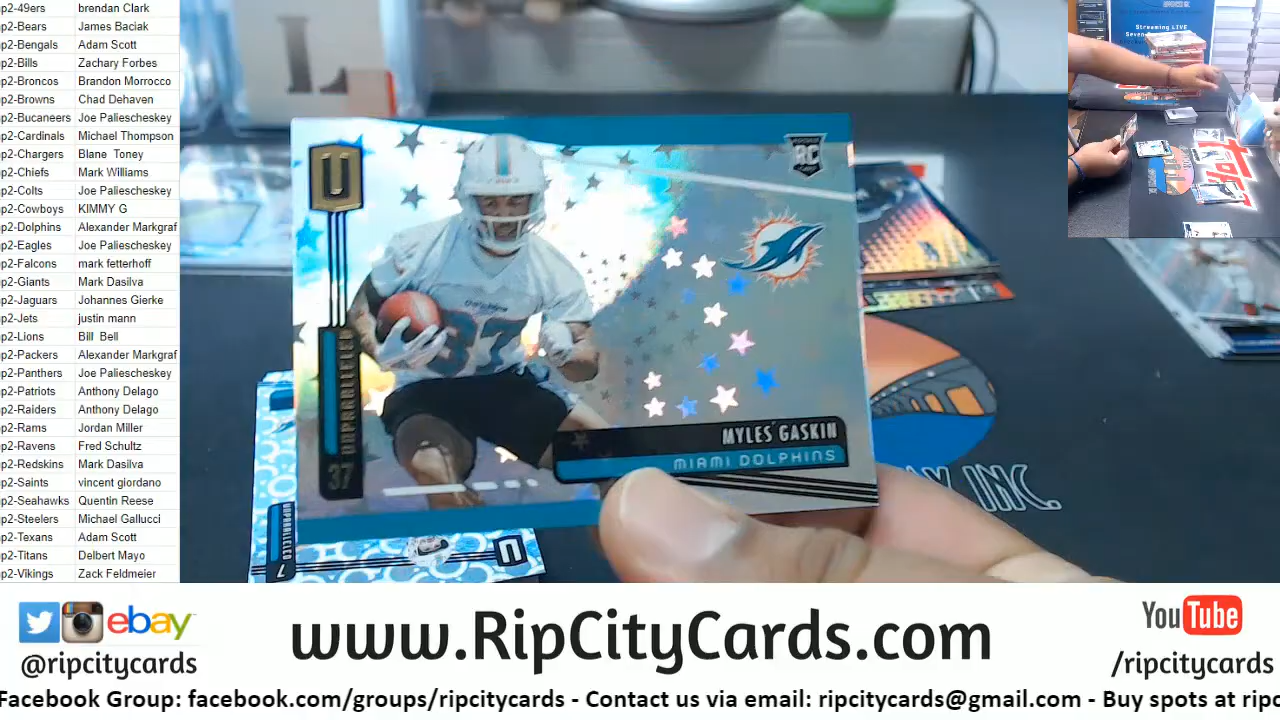 p2-49ers brendan Clark
p2-Bears James Baciak
p2-Bengals Adam Scott
p2-Bills Zachary Forbes
p2-Broncos Brandon Morrocco
p2-Browns Chad Dehaven
p2-Bucaneers Joe Paliescheskey
p2-Cardinals Michael Thompson
p2-Chargers Blane Toney
p2-Chiefs Mark Williams
p2-Colts Joe Paliescheskey
p2-Cowboys KIMMY G
p2-Dolphins Alexander Markgraf
p2-Eagles Joe Paliescheskey
p2-Falcons mark fetterhoff
p2-Giants Mark Dasilva
p2-Jaguars Johannes Gierke
p2-Jets justin mann
p2-Lions Bill Bell
p2-Packers Alexander Markgraf
p2-Panthers Joe Paliescheskey
p2-Patriots Anthony Delago
p2-Raiders Anthony Delago
p2-Rams Jordan Miller
p2-Ravens Fred Schultz
p2-Redskins Mark Dasilva
p2-Saints vincent giordano
p2-Seahawks Quentin Reese
p2-Steelers Michael Gallucci
p2-Texans Adam Scott
p2-Titans Delbert Mayo
p2-Vikings Zack Feldmeier
L
Streaming LIVE
U
RC
UNPARALLELED
37
37
MYLES GASKIN
MIAMI DOLPHINS
UNPARALLELED
7
U
INC.
ebay
@ripcitycards
www.RipCityCards.com
YouTube
/ripcitycards
Facebook Group: facebook.com/groups/ripcitycards - Contact us via email: ripcitycards@gmail.com - Buy spots at ripc